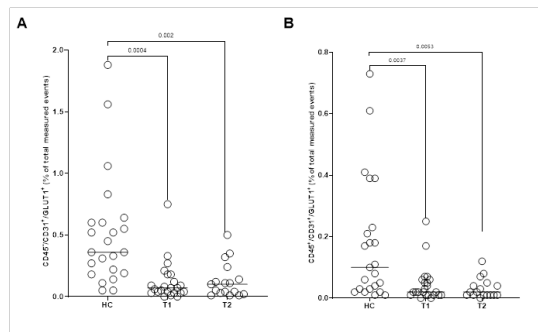 A
B
0.002
0.0004
2.0
1.5
1.0
0.5
0.0
CD45⁻/CD31⁺/GLUT1⁺ (% of total measured events)
HC
T1
T2
0.0053
0.0037
0.8
0.6
0.4
0.2
0.0
CD45⁺/CD31⁺/GLUT1⁺ (% of total measured events)
HC
T1
T2